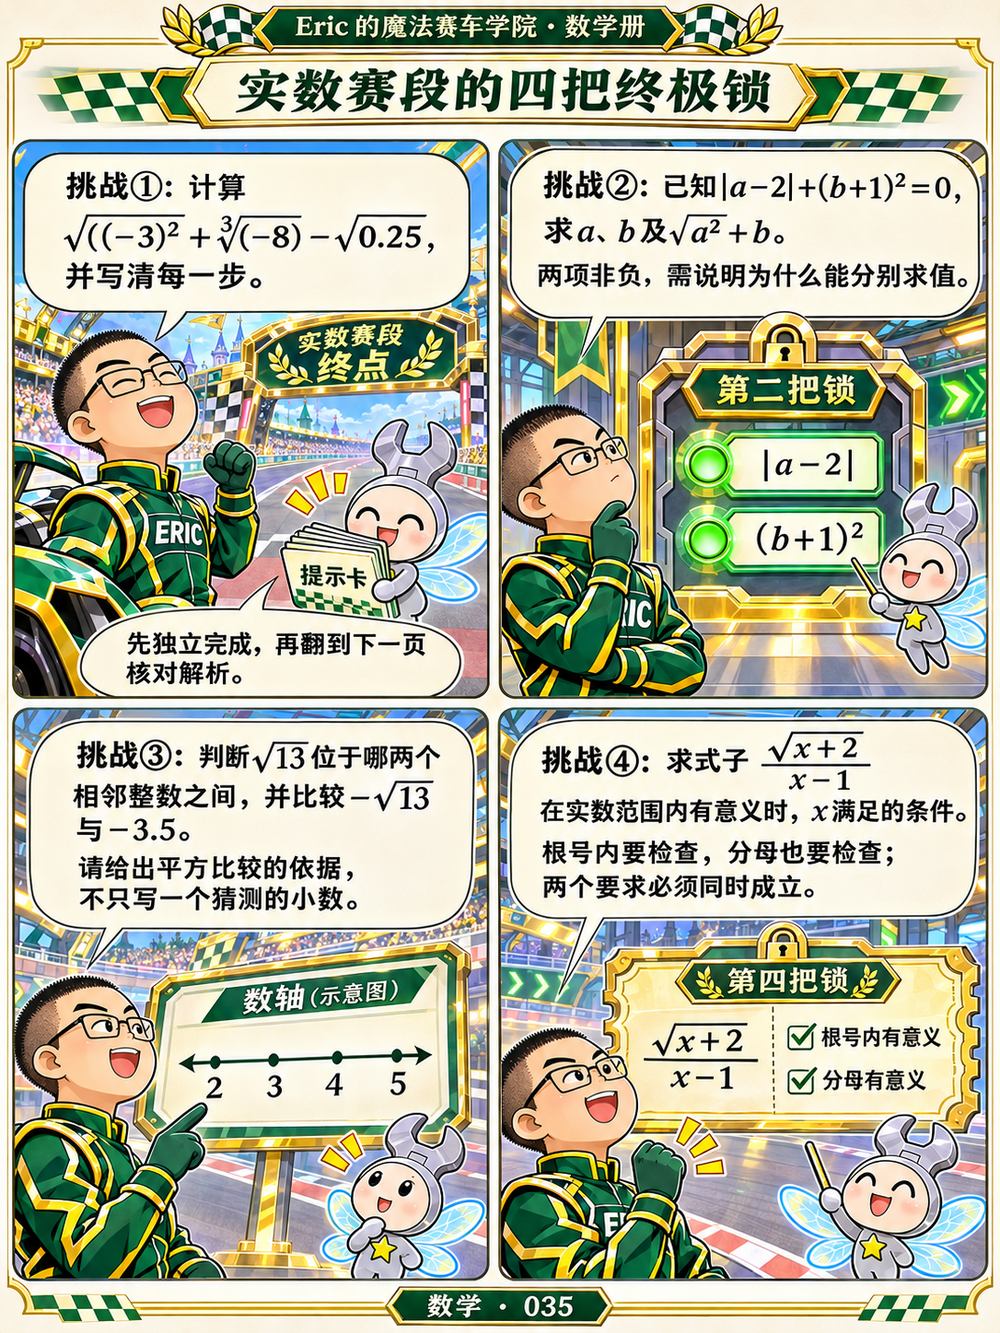 Eric 的魔法赛车学院 · 数学册
实数赛段的四把终极锁
挑战①：计算
√((−3)² + ∛(−8) − √0.25，
并写清每一步。
实数赛段
终点
ERIC
提示卡
先独立完成，再翻到下一页
核对解析。
挑战②：已知|a−2|+(b+1)²=0，
求a、b及√a²+b。
两项非负，需说明为什么能分别求值。
第二把锁
|a−2|
(b+1)²
RIC
挑战③：判断√13位于哪两个
相邻整数之间，并比较−√13
与−3.5。
请给出平方比较的依据，
不只写一个猜测的小数。
数轴(示意图)
2 3 4 5
挑战④：求式子 √x+2
x−1
在实数范围内有意义时，x满足的条件。
根号内要检查，分母也要检查；
两个要求必须同时成立。
第四把锁
√x+2
x−1
根号内有意义
分母有意义
E
数学 · 035